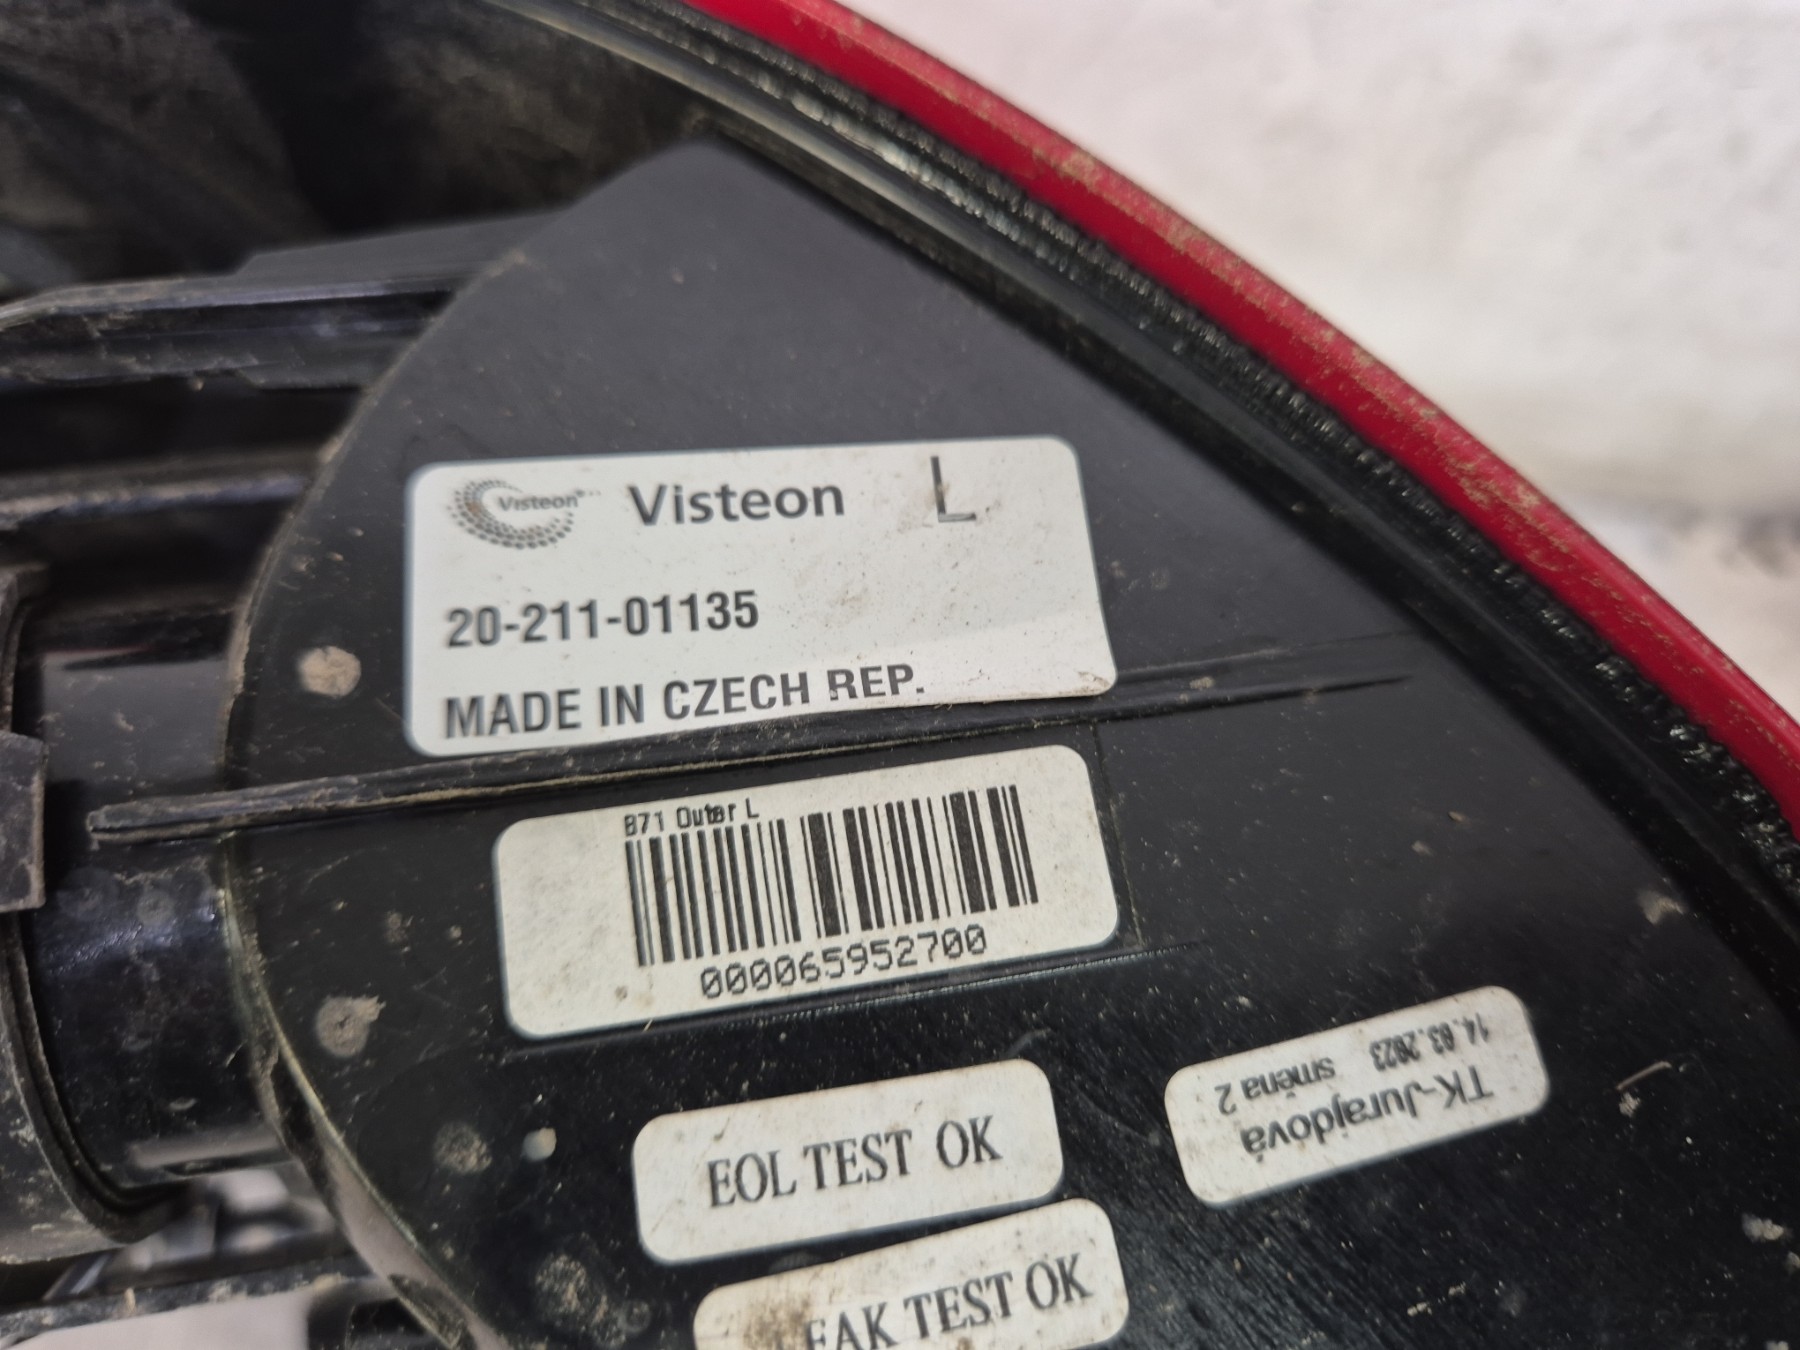 Visteon
Visteon L
20-211-01135
MADE IN CZECH REP.
B71 Outer L
000065952700
EOL TEST OK
EAK TEST OK
TK-Jurajdová
směna 2
14.03.2023